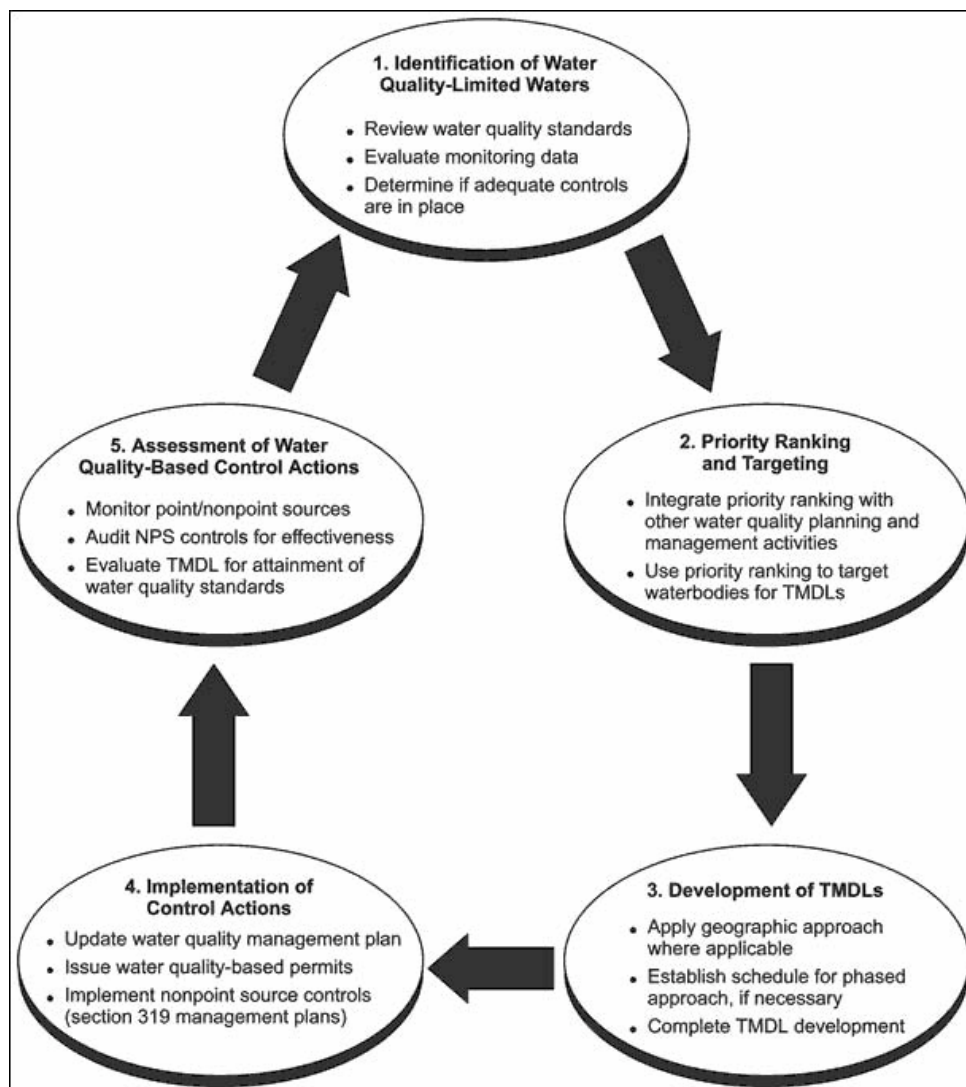 1. Identification of Water
Quality-Limited Waters
• Review water quality standards
• Evaluate monitoring data
• Determine if adequate controls
are in place
2. Priority Ranking
and Targeting
• Integrate priority ranking with
other water quality planning and
management activities
• Use priority ranking to target
waterbodies for TMDLs
3. Development of TMDLs
• Apply geographic approach
where applicable
• Establish schedule for phased
approach, if necessary
• Complete TMDL development
4. Implementation of
Control Actions
• Update water quality management plan
• Issue water quality-based permits
• Implement nonpoint source controls
(section 319 management plans)
5. Assessment of Water
Quality-Based Control Actions
• Monitor point/nonpoint sources
• Audit NPS controls for effectiveness
• Evaluate TMDL for attainment of
water quality standards